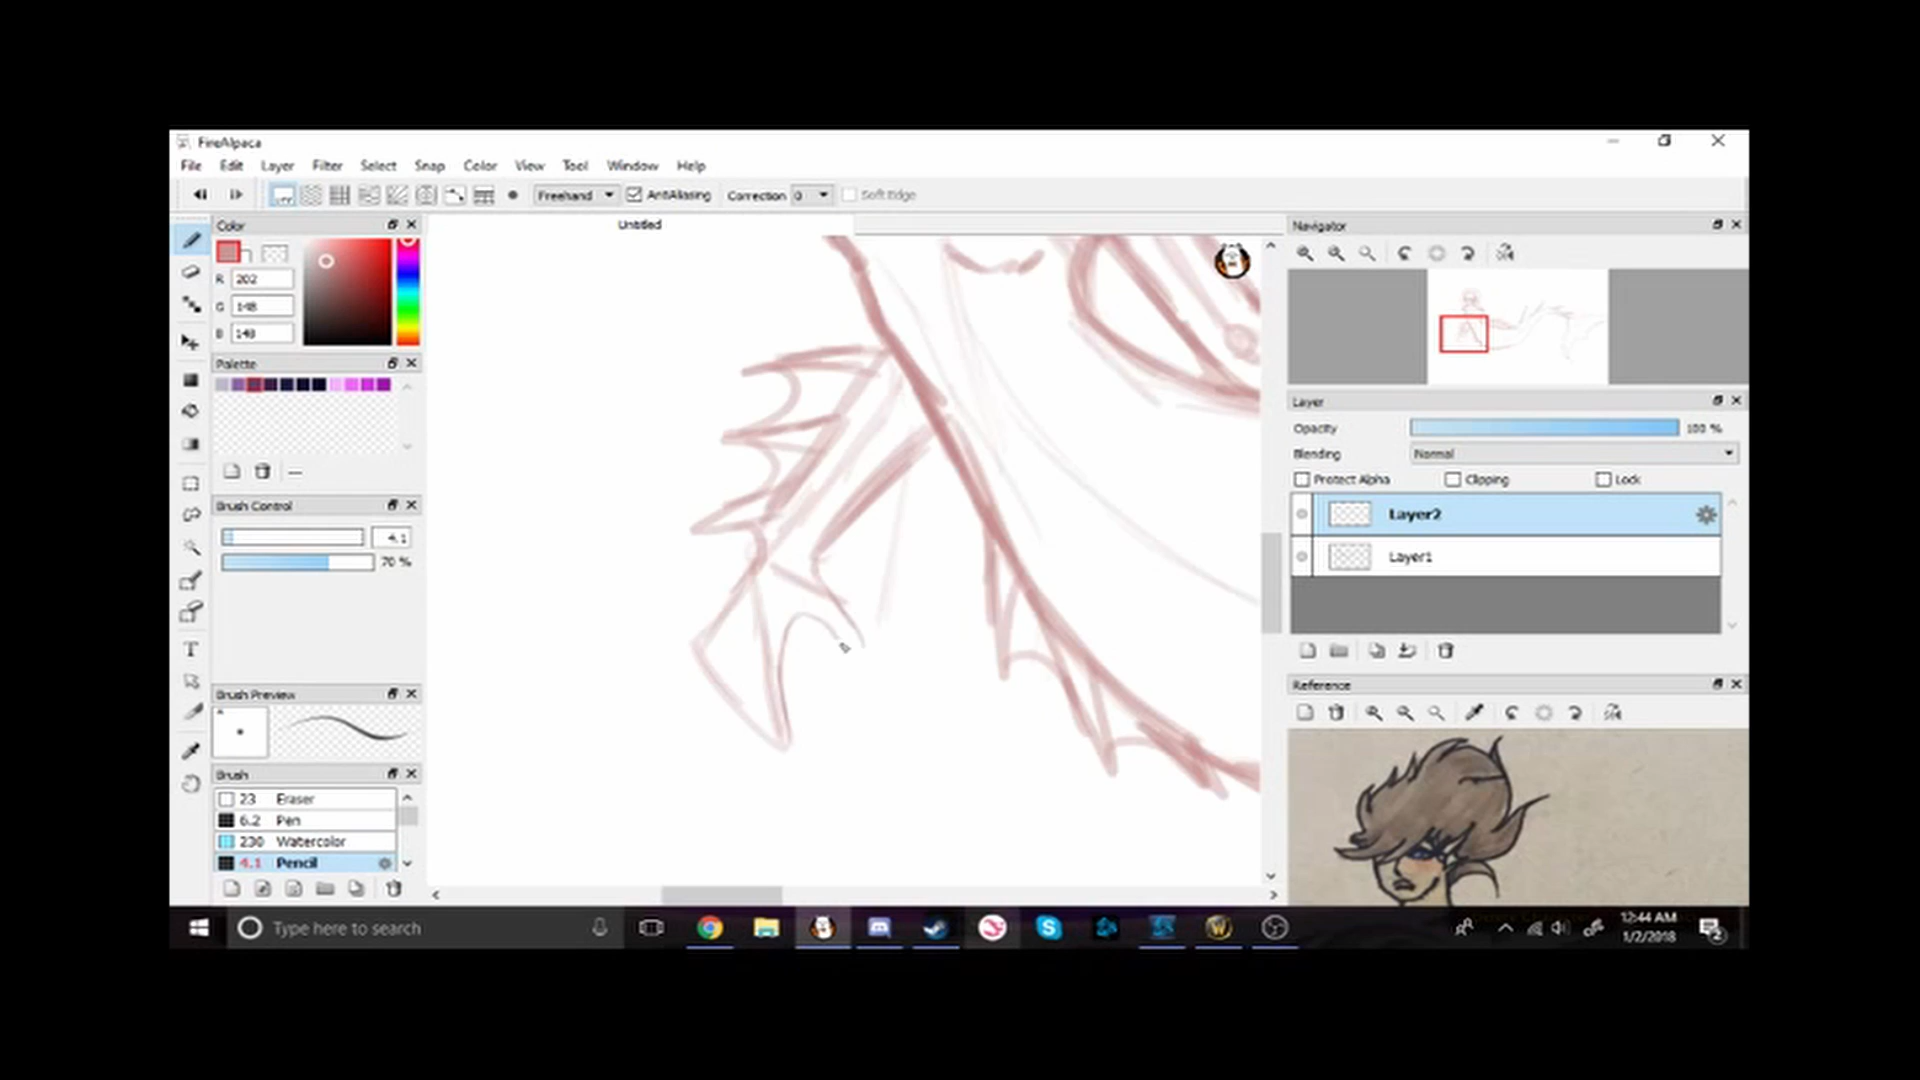 FireAlpaca
File Edit Layer Filter Select Snap Color View Tool Window Help
Freehand AntiAliasing Correction 0 Soft Edge
Color
Untitled
Navigator
R 202
G 148
B 148
Palette
Layer
Opacity 100 %
Blending Normal
Protect Alpha Clipping Lock
Brush Control
4.1
70 %
Layer2
Layer1
Brush Preview
Reference
Brush
23 Eraser
6.2 Pen
230 Watercolor
4.1 Pencil
Type here to search
12:44 AM
1/2/2018
2